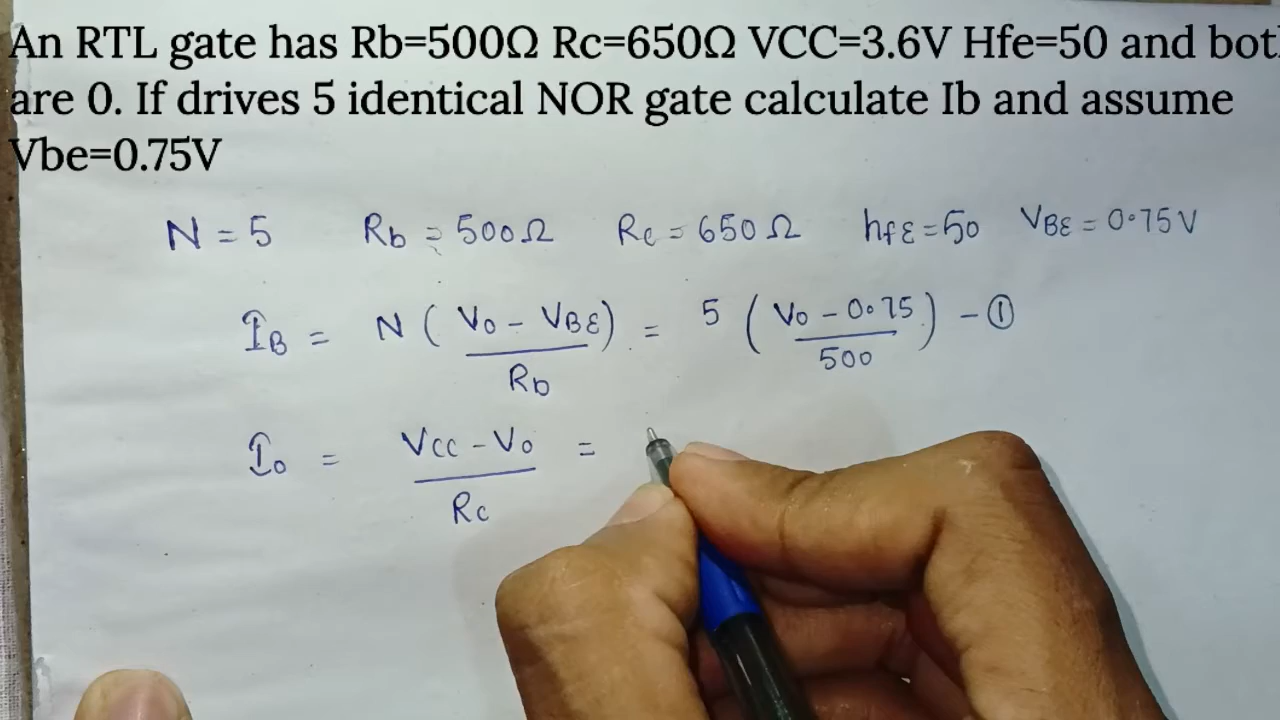 An RTL gate has Rb=500Ω Rc=650Ω VCC=3.6V Hfe=50 and
are 0. If drives 5 identical NOR gate calculate Ib and assume
Vbe=0.75V
N = 5 Rb = 500Ω Rc = 650Ω hfE = 50 VBE = 0.75V
IB = N ( V0 - VBE / Rb ) = 5 ( V0 - 0.75 / 500 ) - ①
I0 = VCC - V0 / Rc =